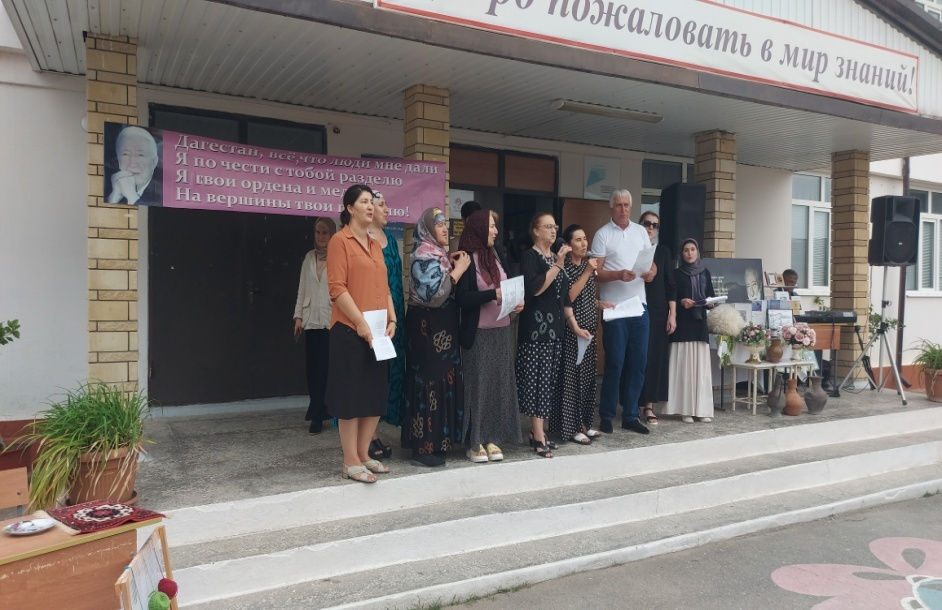 пожаловать в мир знаний!
Дагестан, всё, что люди мне дали
Я по чести с тобой разделю
Я твои ордена и
На вершины твои